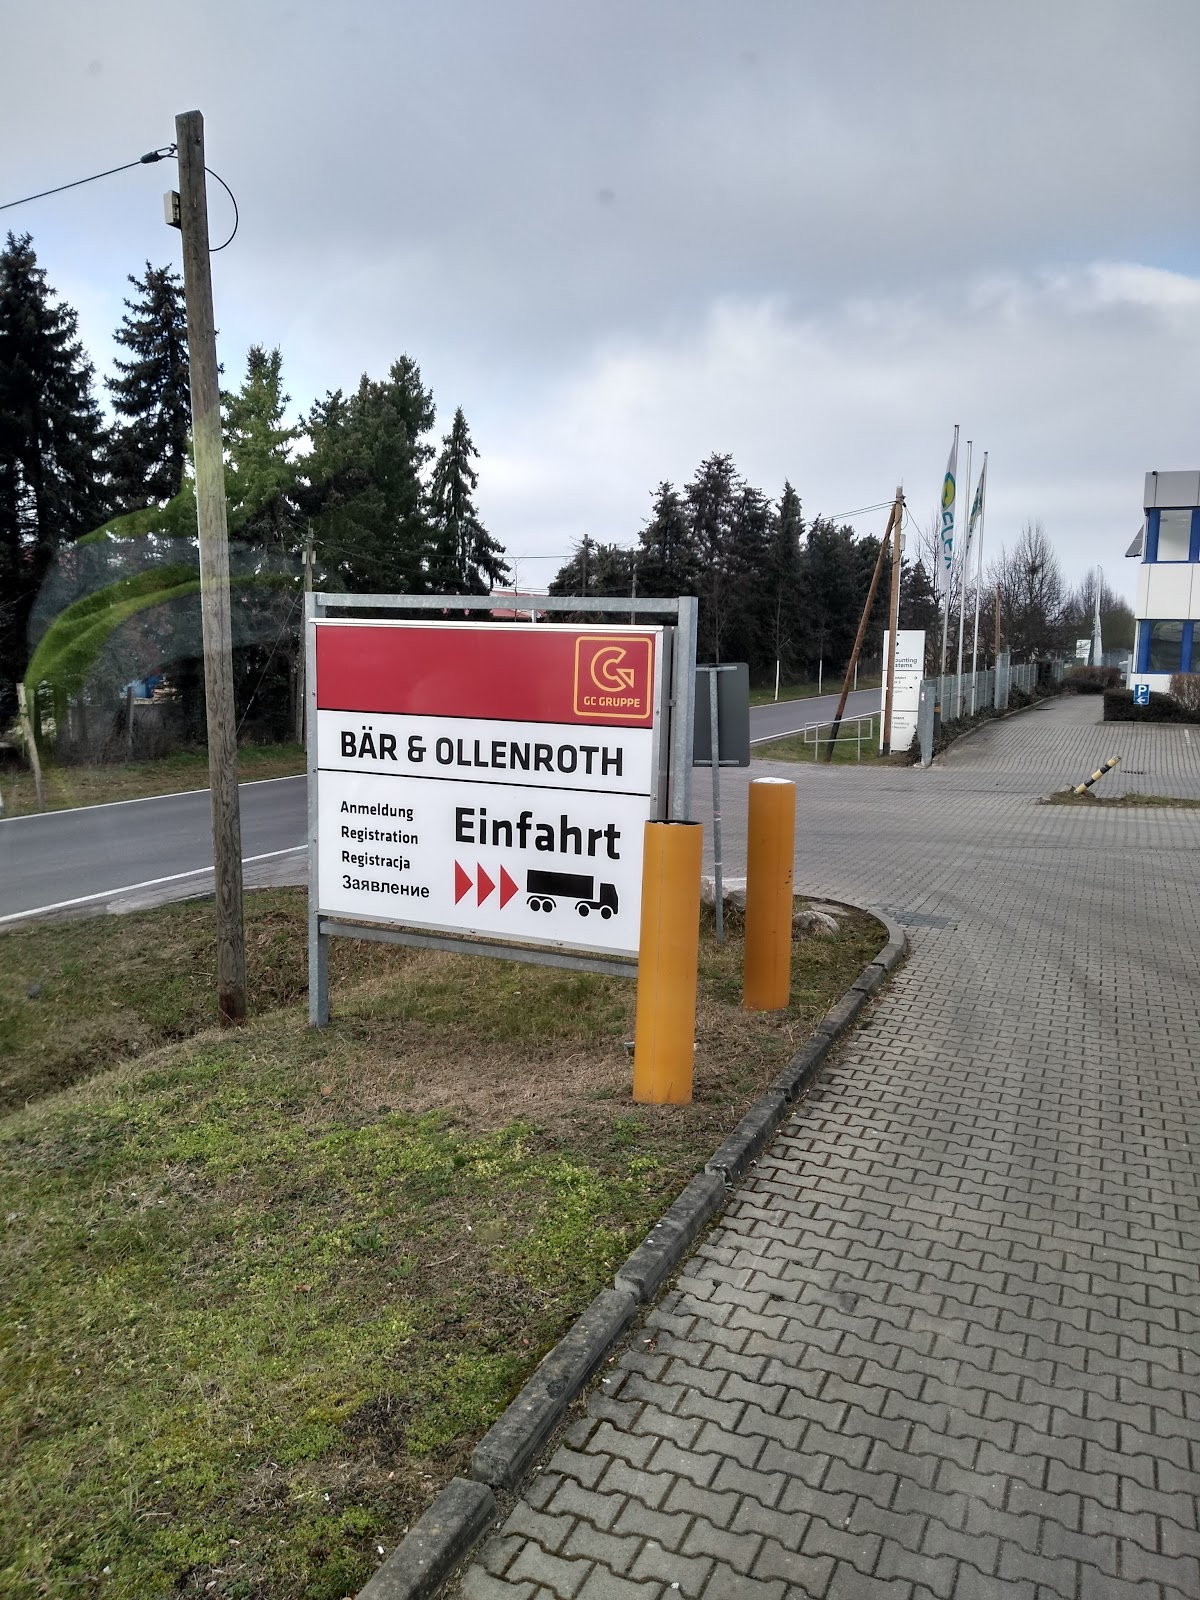 GC GRUPPE
BÄR & OLLENROTH
Anmeldung
Registration
Registracja
Заявление
Einfahrt
P